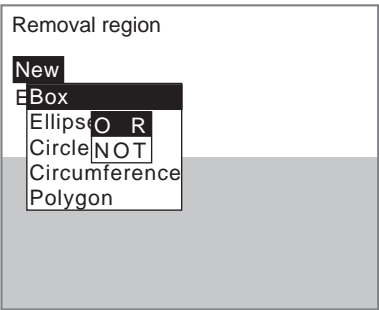 Removal region
New
E
Box
Ellipse
O R
Circle
NOT
Circumference
Polygon